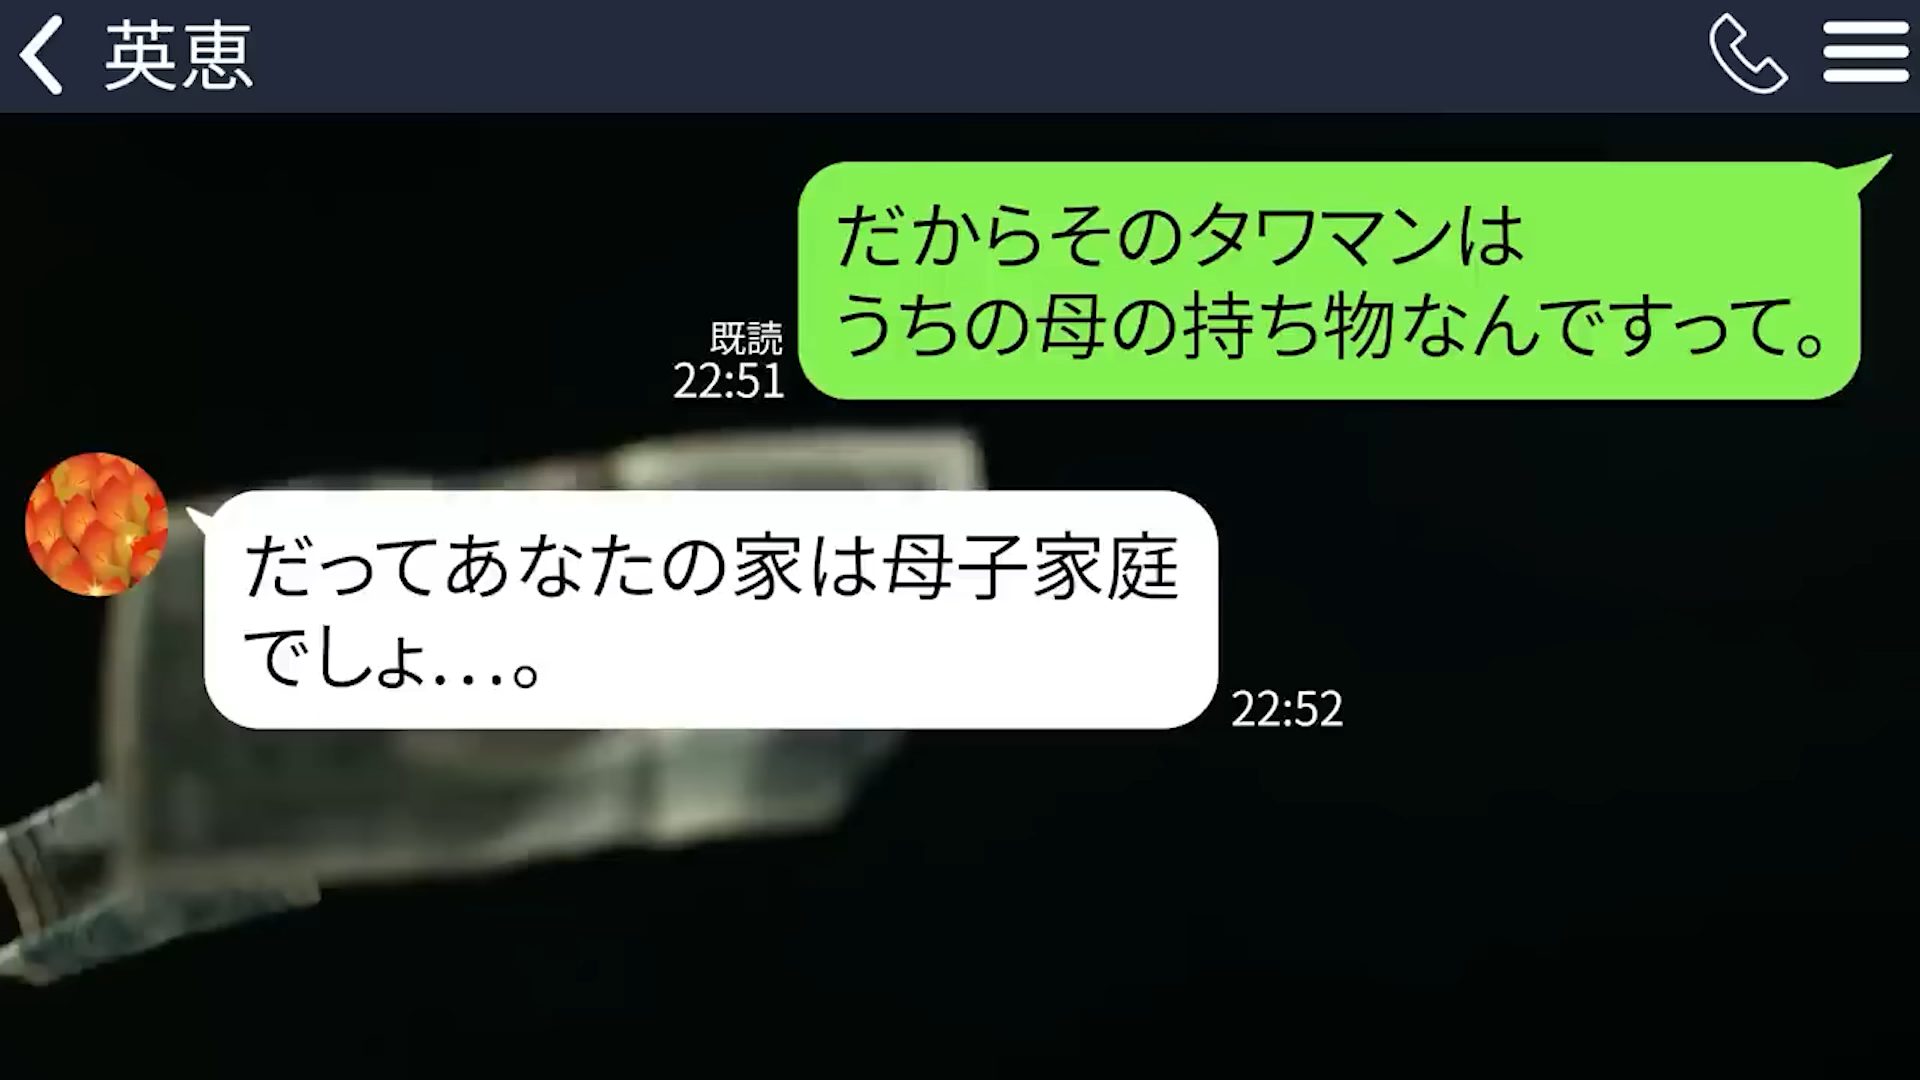 英恵
だからそのタワマンは
うちの母の持ち物なんですって。
既読
22:51
だってあなたの家は母子家庭
でしょ…。
22:52